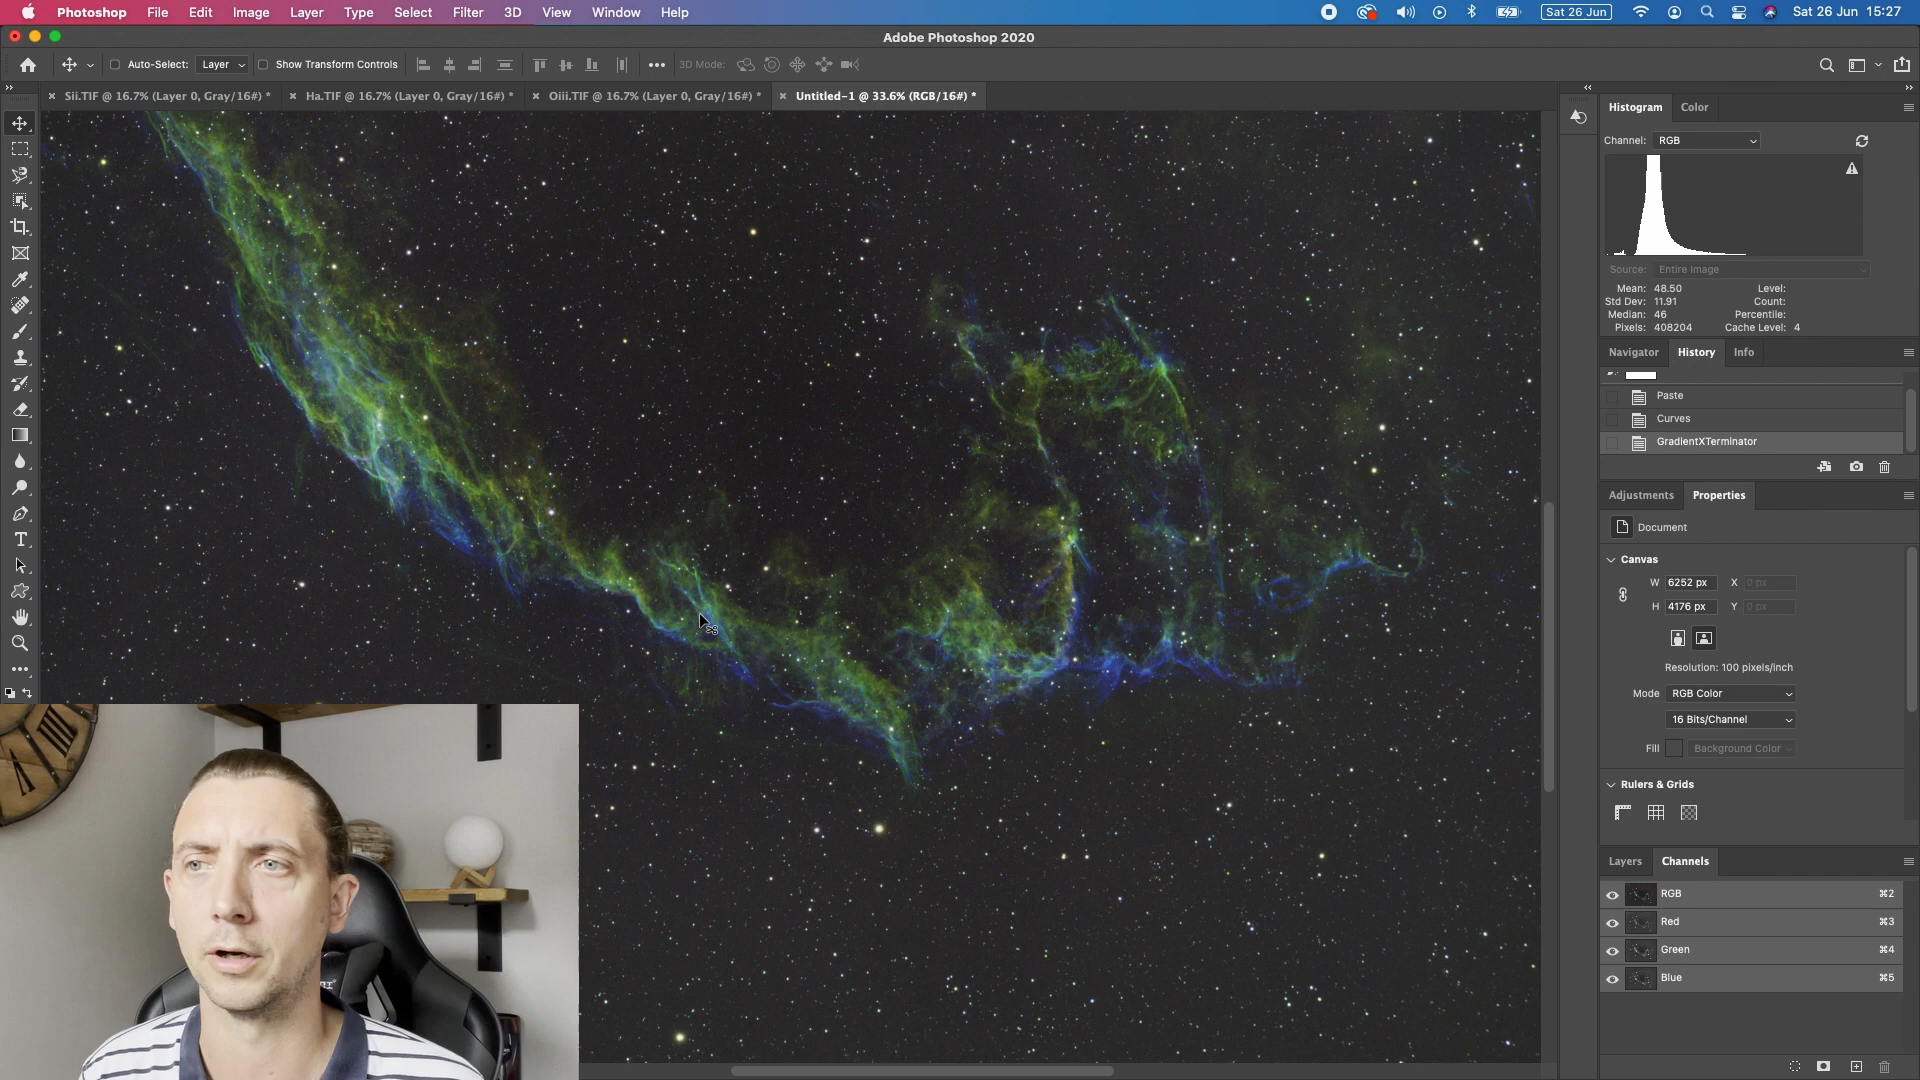 Photoshop File Edit Image Layer Type Select Filter 3D View Window Help Sat 26 Jun Sat 26 Jun 15:27
Adobe Photoshop 2020
Auto-Select: Layer Show Transform Controls 3D Mode:
Sii.TIF @ 16.7% (Layer 0, Gray/16#) * Ha.TIF @ 16.7% (Layer 0, Gray/16#) * Oiii.TIF @ 16.7% (Layer 0, Gray/16#) * Untitled-1 @ 33.6% (RGB/16#) *
Histogram Color
Channel: RGB
Source: Entire Image
Mean: 48.50 Level:
Std Dev: 11.91 Count:
Median: 46 Percentile:
Pixels: 408204 Cache Level: 4
Navigator History Info
Paste
Curves
GradientXTerminator
Adjustments Properties
Document
Canvas
W 6252 px X 0 px
H 4176 px Y 0 px
Resolution: 100 pixels/inch
Mode RGB Color
16 Bits/Channel
Fill Background Color
Rulers & Grids
Layers Channels
RGB ⌘2
Red ⌘3
Green ⌘4
Blue ⌘5